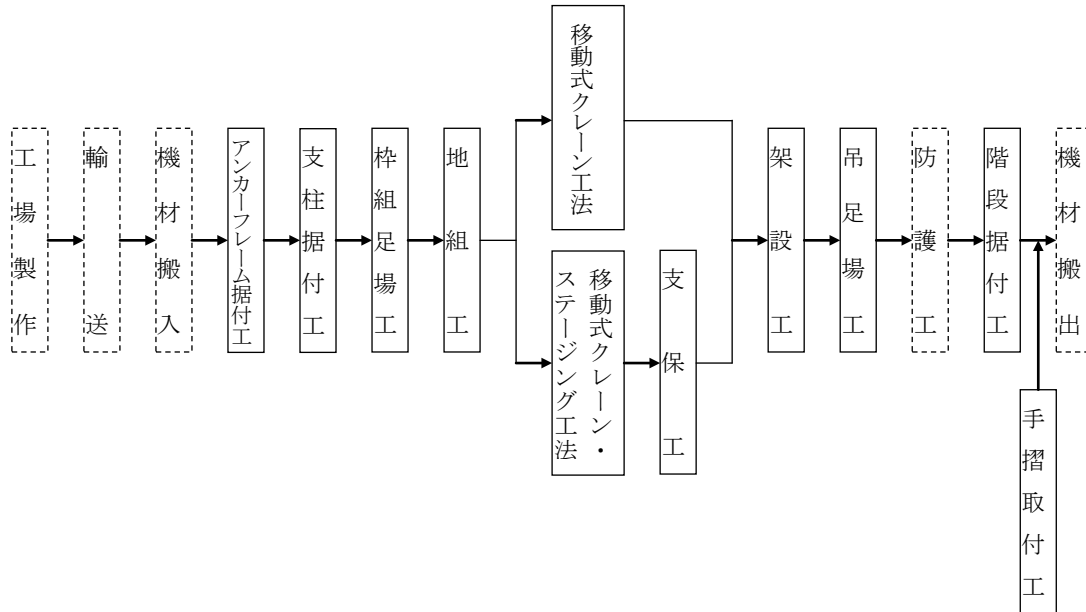 工場製作
輸送
機材搬入
アンカーフレーム据付工
支柱据付工
枠組足場工
地組工
移動式クレーン工法
移動式クレーン・
ステージング工法
支保工
架設工
吊足場工
防護工
階段据付工
手摺取付工
機材搬出